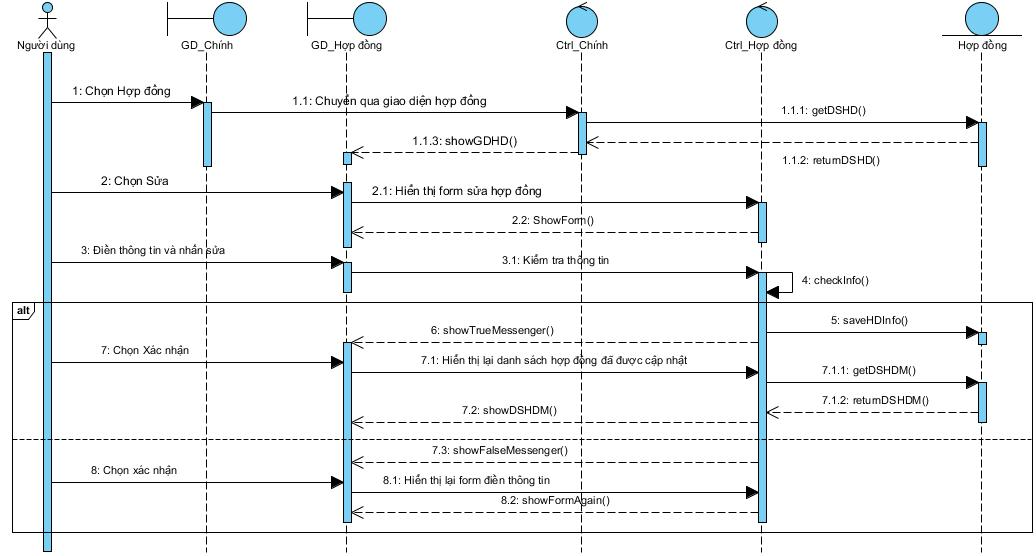 Người dùng
GD_Chính
GD_Hợp đồng
Ctrl_Chính
Ctrl_Hợp đồng
Hợp đồng
1: Chọn Hợp đồng
1.1: Chuyển qua giao diện hợp đồng
1.1.1: getDSHD()
1.1.3: showGDHD()
1.1.2: returnDSHD()
2: Chọn Sửa
2.1: Hiển thị form sửa hợp đồng
2.2: ShowForm()
3: Điền thông tin và nhấn sửa
3.1: Kiểm tra thông tin
4: checkInfo()
alt
5: saveHDInfo()
6: showTrueMessenger()
7: Chọn Xác nhận
7.1: Hiển thị lại danh sách hợp đồng đã được cập nhật
7.1.1: getDSHDM()
7.1.2: returnDSHDM()
7.2: showDSHDM()
7.3: showFalseMessenger()
8: Chọn xác nhận
8.1: Hiển thị lại form điền thông tin
8.2: showFormAgain()